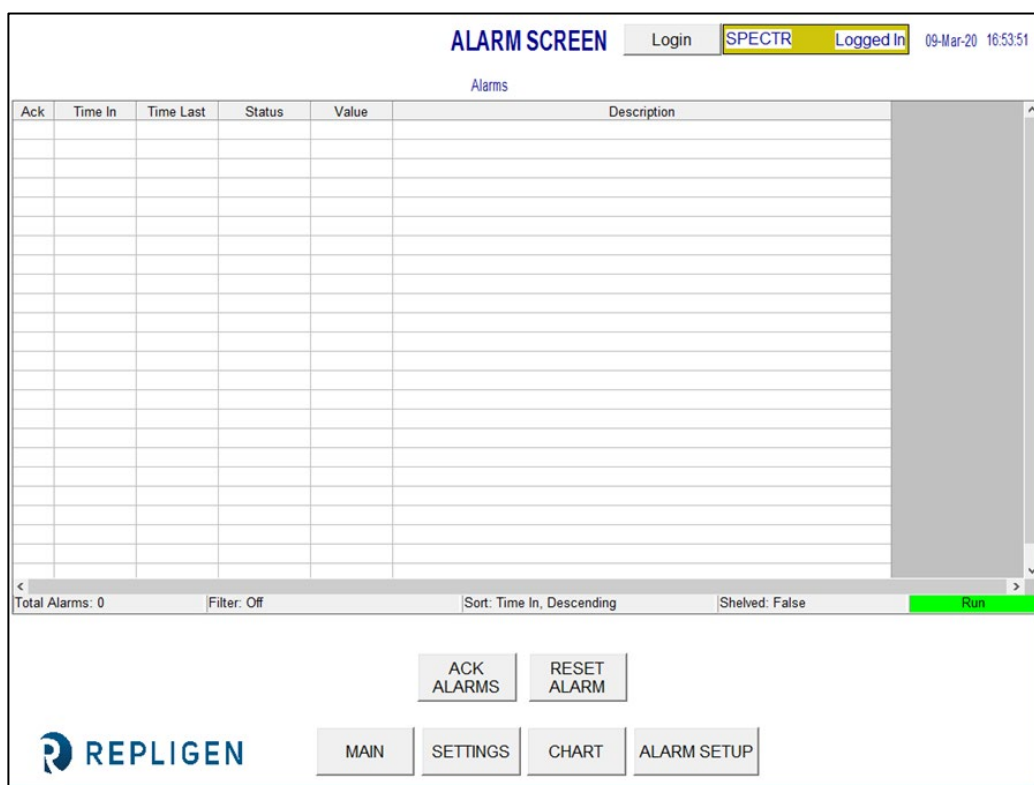 ALARM SCREEN Login SPECTR Logged In 09-Mar-20 16:53:51
Alarms
Ack Time In Time Last Status Value Description
Total Alarms: 0 Filter: Off Sort: Time In, Descending Shelved: False Run
ACK ALARMS
RESET ALARM
REPLIGEN MAIN SETTINGS CHART ALARM SETUP